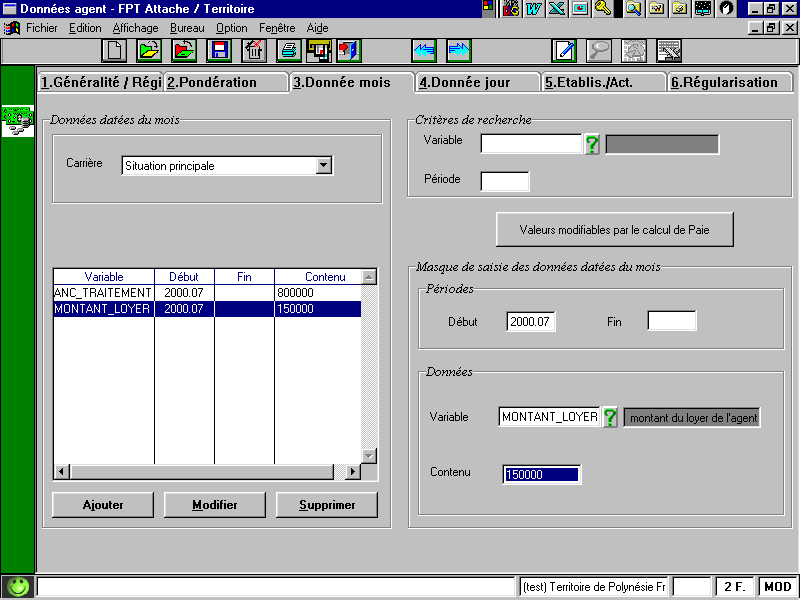 Données agent - FPT Attache / Territoire
Fichier Edition Affichage Bureau Option Fenêtre Aide
1.Généralité / Régi 2.Pondération 3.Donnée mois 4.Donnée jour 5.Etablis./Act. 6.Régularisation
Données datées du mois
Carrière Situation principale
Variable Début Fin Contenu
ANC_TRAITEMENT 2000.07 800000
MONTANT_LOYER 2000.07 150000
Ajouter Modifier Supprimer
Critères de recherche
Variable ?
Période
Valeurs modifiables par le calcul de Paie
Masque de saisie des données datées du mois
Périodes
Début 2000.07 Fin
Données
Variable MONTANT_LOYER ? montant du loyer de l'agent
Contenu 150000
(test) Territoire de Polynésie Fr 2 F. MOD